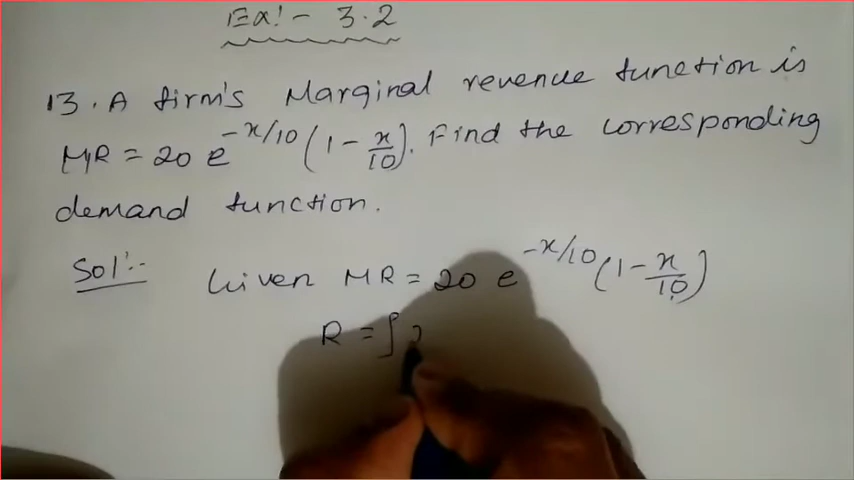 Ex:- 3.2
13. A firm's Marginal revenue function is
MR = 20 e^{-x/10} (1 - x/10). Find the corresponding
demand function.
Sol:-
Given MR = 20 e^{-x/10} (1 - x/10)
R = ∫ 2